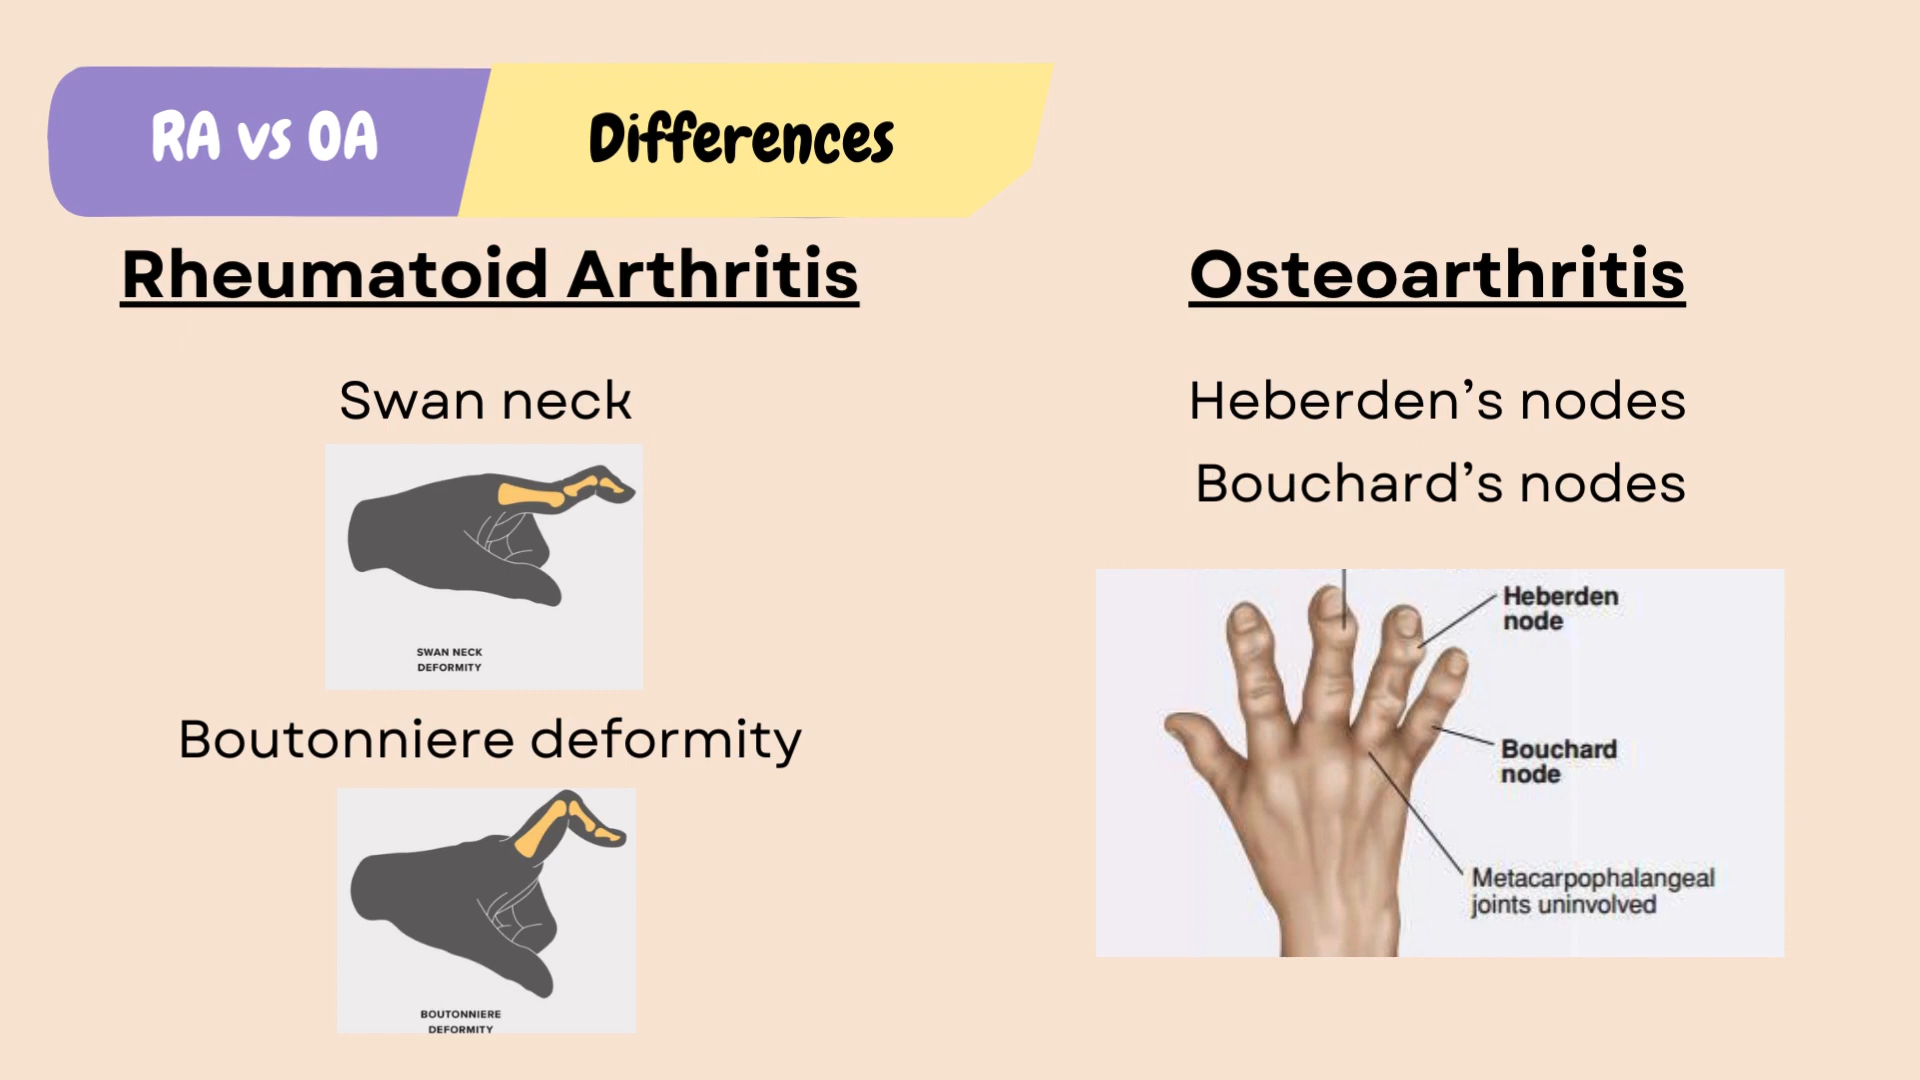 RA vs OA
Differences
Rheumatoid Arthritis
Swan neck
SWAN NECK
DEFORMITY
Boutonniere deformity
BOUTONNIERE
DEFORMITY
Osteoarthritis
Heberden’s nodes
Bouchard’s nodes
Heberden
node
Bouchard
node
Metacarpophalangeal
joints uninvolved